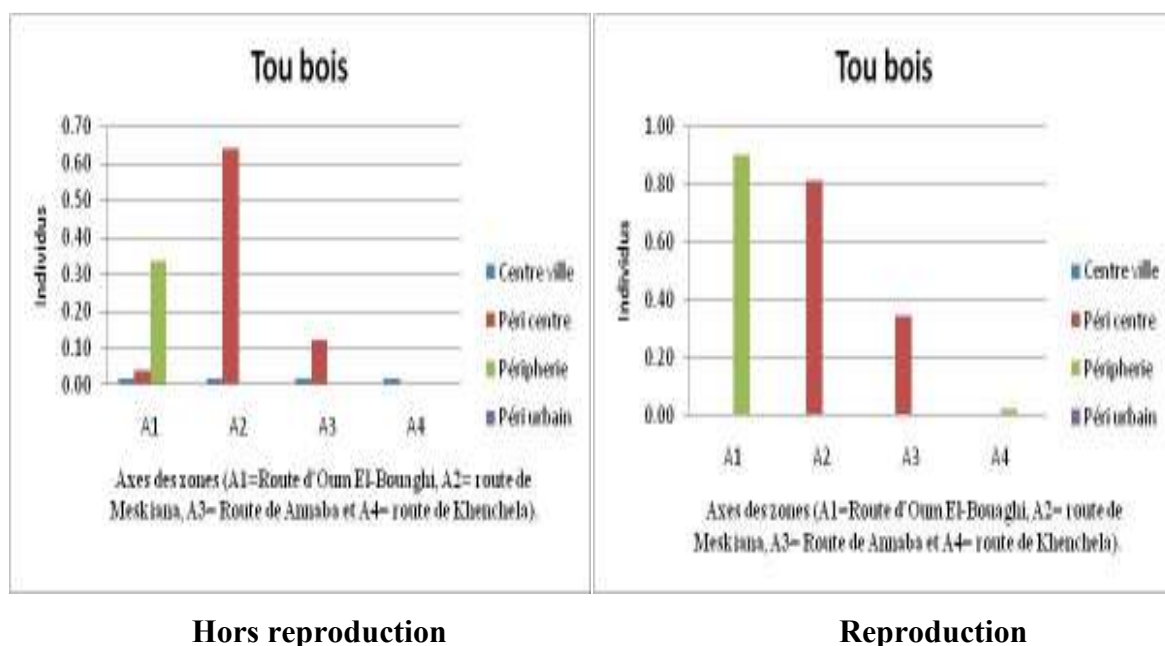 Tou bois
Individus
0.70
0.60
0.50
0.40
0.30
0.20
0.10
0.00
A1
A2
A3
A4
Centre ville
Péri centre
Péripherie
Péri urbain
Axes des zones (A1=Route d'Oum El-Bouaghi, A2= route de
Meskiana, A3= Route de Annaba et A4= route de Khenchela).
Hors reproduction
Tou bois
Individus
1.00
0.80
0.60
0.40
0.20
0.00
A1
A2
A3
A4
Centre ville
Péri centre
Péripherie
Péri urbain
Axes des zones (A1=Route d'Oum El-Bouaghi, A2= route de
Meskiana, A3= Route de Annaba et A4= route de Khenchela).
Reproduction